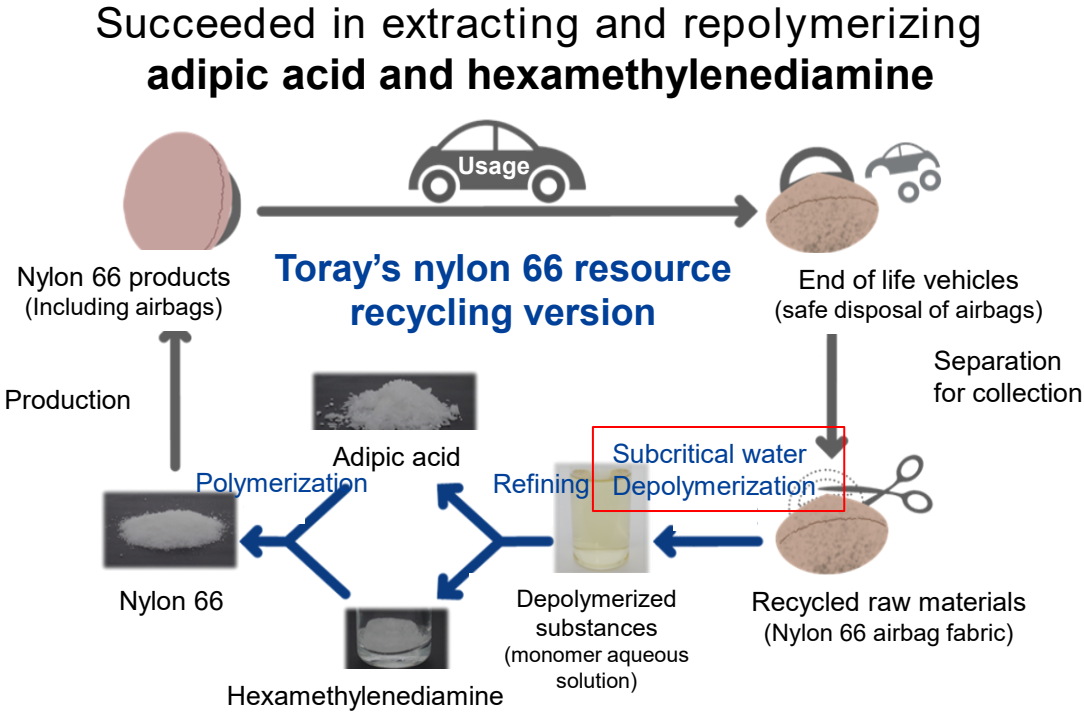 Succeeded in extracting and repolymerizing
adipic acid and hexamethylenediamine
Usage
Nylon 66 products
(Including airbags)
Toray’s nylon 66 resource
recycling version
End of life vehicles
(safe disposal of airbags)
Production
Separation
for collection
Adipic acid
Polymerization
Refining
Subcritical water
Depolymerization
Nylon 66
Hexamethylenediamine
Depolymerized
substances
(monomer aqueous
solution)
Recycled raw materials
(Nylon 66 airbag fabric)